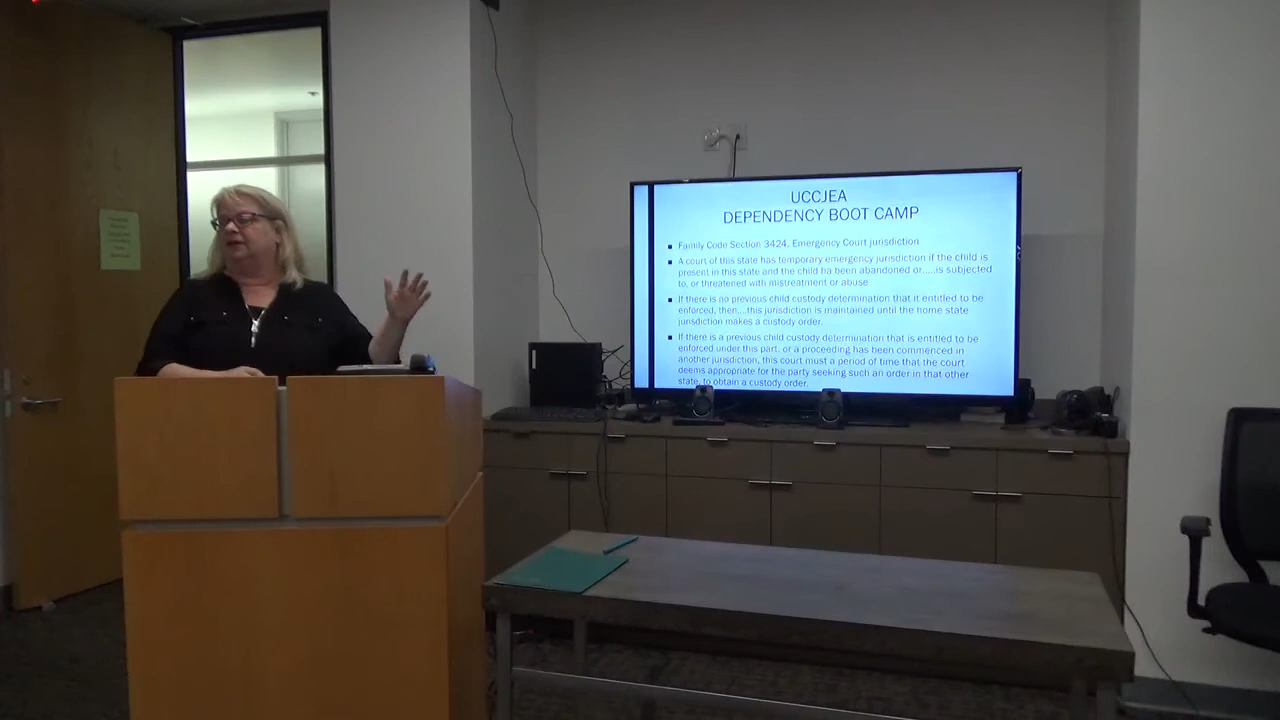 UCCJEA
DEPENDENCY BOOT CAMP
Family Code Section 3424, Emergency Court jurisdiction
A court of this state has temporary emergency jurisdiction if the child is
present in this state and the child ha been abandoned or.....is subjected
to, or threatened with mistreatment or abuse
If there is no previous child custody determination that it entitled to be
enforced, then....this jurisdiction is maintained until the home state
jurisdiction makes a custody order.
If there is a previous child custody determination that is entitled to be
enforced under this part, or a proceeding has been commenced in
another jurisdiction, this court must a period of time that the court
deems appropriate for the party seeking such an order in that other
state, to obtain a custody order.